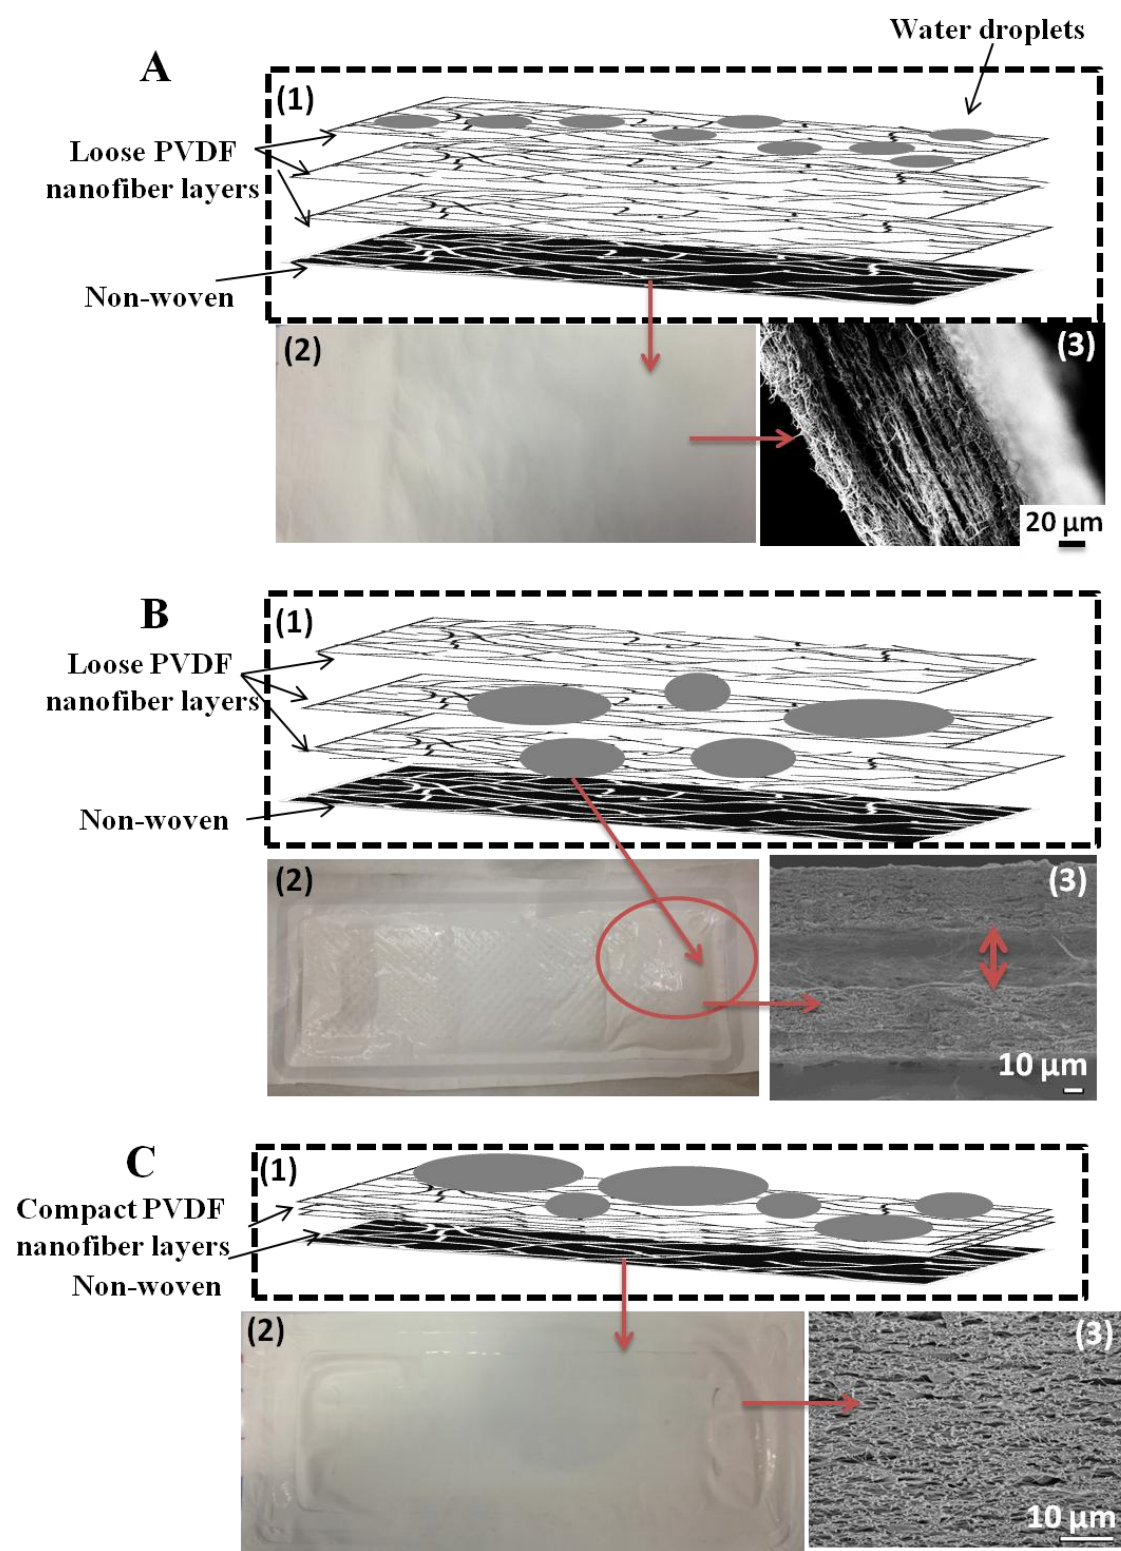 Water droplets
A
(1)
Loose PVDF
nanofiber layers
Non-woven
(2)
(3)
20 µm
B
(1)
Loose PVDF
nanofiber layers
Non-woven
(2)
(3)
10 µm
C
(1)
Compact PVDF
nanofiber layers
Non-woven
(2)
(3)
10 µm